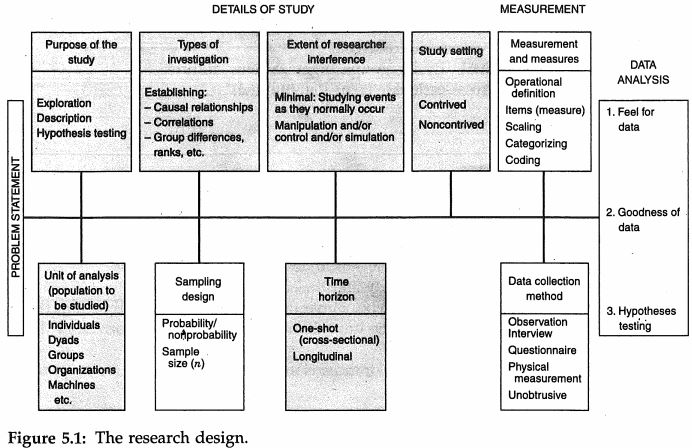 DETAILS OF STUDY
MEASUREMENT
Purpose of the
study
Exploration
Description
Hypothesis testing
Types of
investigation
Establishing:
– Causal relationships
– Correlations
– Group differences,
ranks, etc.
Extent of researcher
interference
Minimal: Studying events
as they normally occur
Manipulation and/or
control and/or simulation
Study setting
Contrived
Noncontrived
Measurement
and measures
Operational
definition
Items (measure)
Scaling
Categorizing
Coding
DATA
ANALYSIS
1. Feel for
data
2. Goodness of
data
3. Hypotheses
testing
PROBLEM STATEMENT
Unit of analysis
(population to
be studied)
Individuals
Dyads
Groups
Organizations
Machines
etc.
Sampling
design
Probability/
nonprobability
Sample
size (n)
Time
horizon
One-shot
(cross-sectional)
Longitudinal
Data collection
method
Observation
Interview
Questionnaire
Physical
measurement
Unobtrusive
Figure 5.1: The research design.